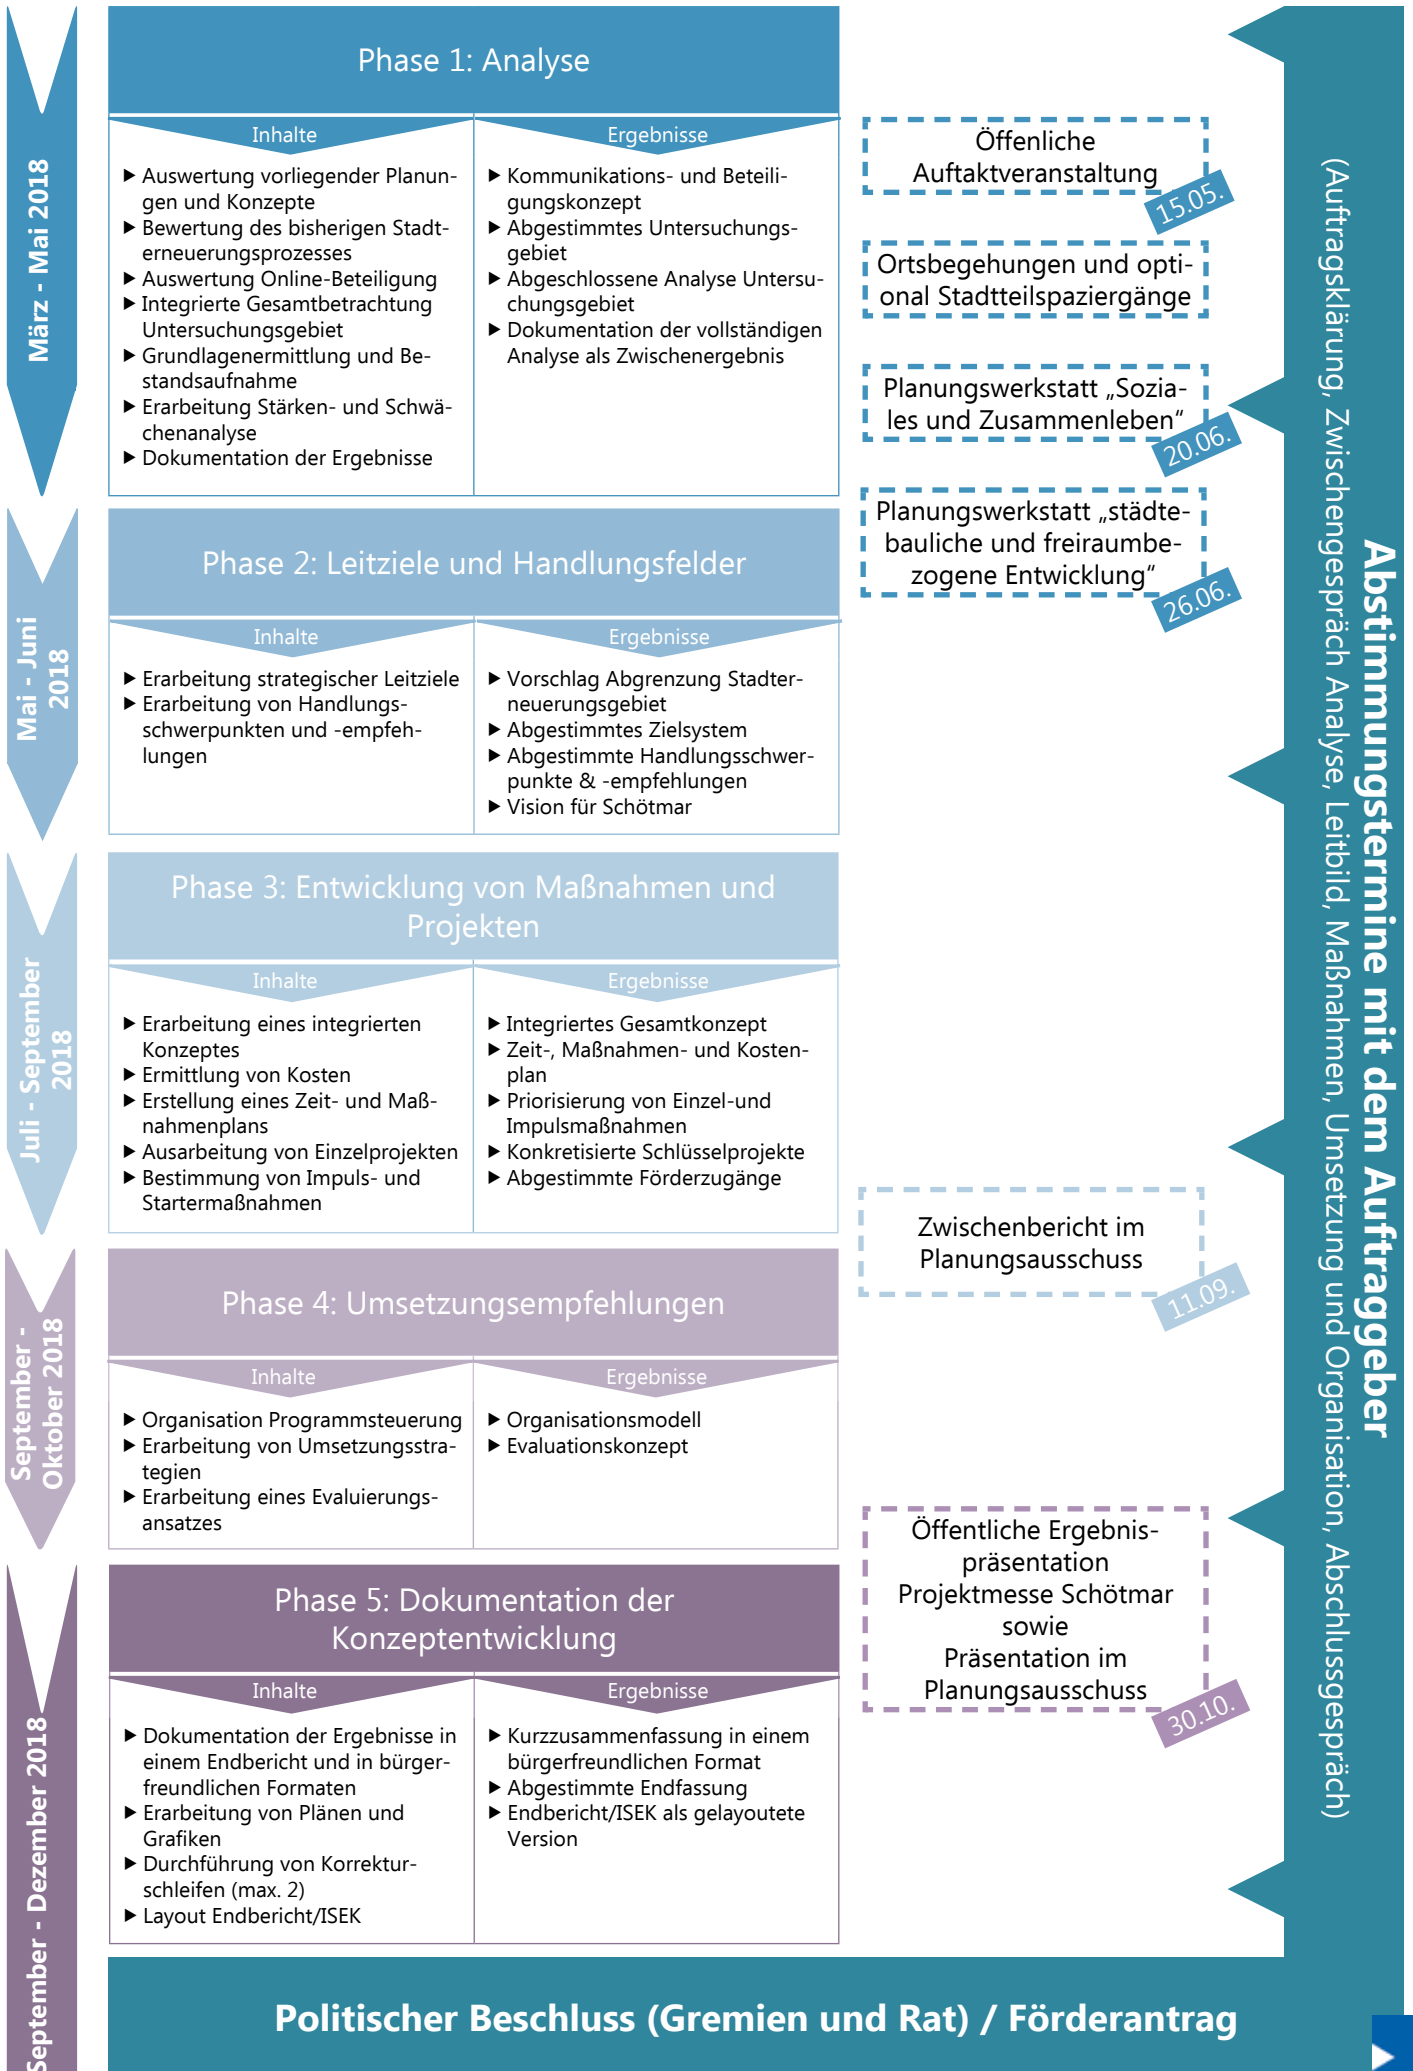 März - Mai 2018
Phase 1: Analyse
Inhalte
▶ Auswertung vorliegender Planun-
gen und Konzepte
▶ Bewertung des bisherigen Stadt-
erneuerungsprozesses
▶ Auswertung Online-Beteiligung
▶ Integrierte Gesamtbetrachtung
Untersuchungsgebiet
▶ Grundlagenermittlung und Be-
standsaufnahme
▶ Erarbeitung Stärken- und Schwä-
chenanalyse
▶ Dokumentation der Ergebnisse
Ergebnisse
▶ Kommunikations- und Beteili-
gungskonzept
▶ Abgestimmtes Untersuchungs-
gebiet
▶ Abgeschlossene Analyse Untersu-
chungsgebiet
▶ Dokumentation der vollständigen
Analyse als Zwischenergebnis
Mai - Juni
2018
Phase 2: Leitziele und Handlungsfelder
Inhalte
▶ Erarbeitung strategischer Leitziele
▶ Erarbeitung von Handlungs-
schwerpunkten und -empfeh-
lungen
Ergebnisse
▶ Vorschlag Abgrenzung Stadter-
neuerungsgebiet
▶ Abgestimmtes Zielsystem
▶ Abgestimmte Handlungsschwer-
punkte & -empfehlungen
▶ Vision für Schötmar
Juli - September
2018
Phase 3: Entwicklung von Maßnahmen und
Projekten
Inhalte
▶ Erarbeitung eines integrierten
Konzeptes
▶ Ermittlung von Kosten
▶ Erstellung eines Zeit- und Maß-
nahmenplans
▶ Ausarbeitung von Einzelprojekten
▶ Bestimmung von Impuls- und
Startermaßnahmen
Ergebnisse
▶ Integriertes Gesamtkonzept
▶ Zeit-, Maßnahmen- und Kosten-
plan
▶ Priorisierung von Einzel-und
Impulsmaßnahmen
▶ Konkretisierte Schlüsselprojekte
▶ Abgestimmte Förderzugänge
September -
Oktober 2018
Phase 4: Umsetzungsempfehlungen
Inhalte
▶ Organisation Programmsteuerung
▶ Erarbeitung von Umsetzungsstra-
tegien
▶ Erarbeitung eines Evaluierungs-
ansatzes
Ergebnisse
▶ Organisationsmodell
▶ Evaluationskonzept
September - Dezember 2018
Phase 5: Dokumentation der
Konzeptentwicklung
Inhalte
▶ Dokumentation der Ergebnisse in
einem Endbericht und in bürger-
freundlichen Formaten
▶ Erarbeitung von Plänen und
Grafiken
▶ Durchführung von Korrektur-
schleifen (max. 2)
▶ Layout Endbericht/ISEK
Ergebnisse
▶ Kurzzusammenfassung in einem
bürgerfreundlichen Format
▶ Abgestimmte Endfassung
▶ Endbericht/ISEK als gelayoutete
Version
Öffenliche
Auftaktveranstaltung
15.05.
Ortsbegehungen und opti-
onal Stadtteilspaziergänge
Planungswerkstatt „Sozia-
les und Zusammenleben“
20.06.
Planungswerkstatt „städte-
bauliche und freiraumbe-
zogene Entwicklung“
26.06.
Zwischenbericht im
Planungsausschuss
11.09.
Öffentliche Ergebnis-
präsentation
Projektmesse Schötmar
sowie
Präsentation im
Planungsausschuss
30.10.
Abstimmungstermine mit dem Auftraggeber
(Auftragsklärung, Zwischengespräch Analyse, Leitbild, Maßnahmen, Umsetzung und Organisation, Abschlussgespräch)
Politischer Beschluss (Gremien und Rat) / Förderantrag